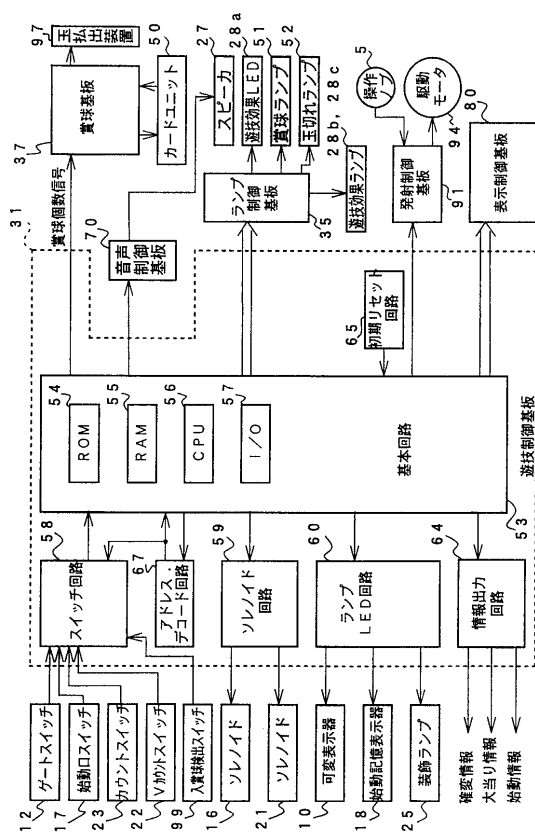 12
ゲートスイッチ
17
始動口スイッチ
23
カウントスイッチ
22
Vカウントスイッチ
99
入賞球検出スイッチ
16
ソレノイド
21
ソレノイド
10
可変表示器
18
始動記憶表示器
25
装飾ランプ
確変情報
大当り情報
始動情報
58
スイッチ回路
67
アドレス・
デコード回路
59
ソレノイド
回路
60
ランプ
LED回路
64
情報出力
回路
54
ROM
55
RAM
56
CPU
57
I/O
基本回路
53
遊技制御基板
31
賞球個数信号
70
音声
制御基板
65
初期リセット
回路
37
賞球基板
97
玉払出装置
50
カードユニット
27
スピーカ
28a
遊技効果LED
51
賞球ランプ
52
玉切れランプ
28b, 28c
遊技効果ランプ
ランプ
制御
基板
35
5
操作
ノブ
駆動
モータ
94
発射制御
基板
91
80
表示制御基板